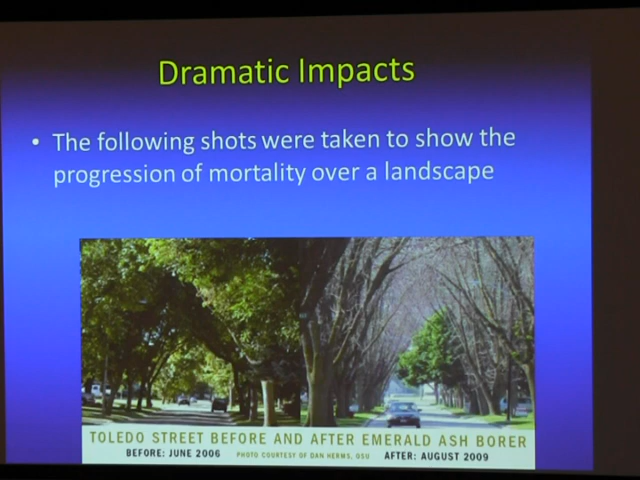 Dramatic Impacts
• The following shots were taken to show the
progression of mortality over a landscape
TOLEDO STREET BEFORE AND AFTER EMERALD ASH BORER
BEFORE: JUNE 2006 PHOTO COURTESY OF DAN HERMS, OSU AFTER: AUGUST 2009